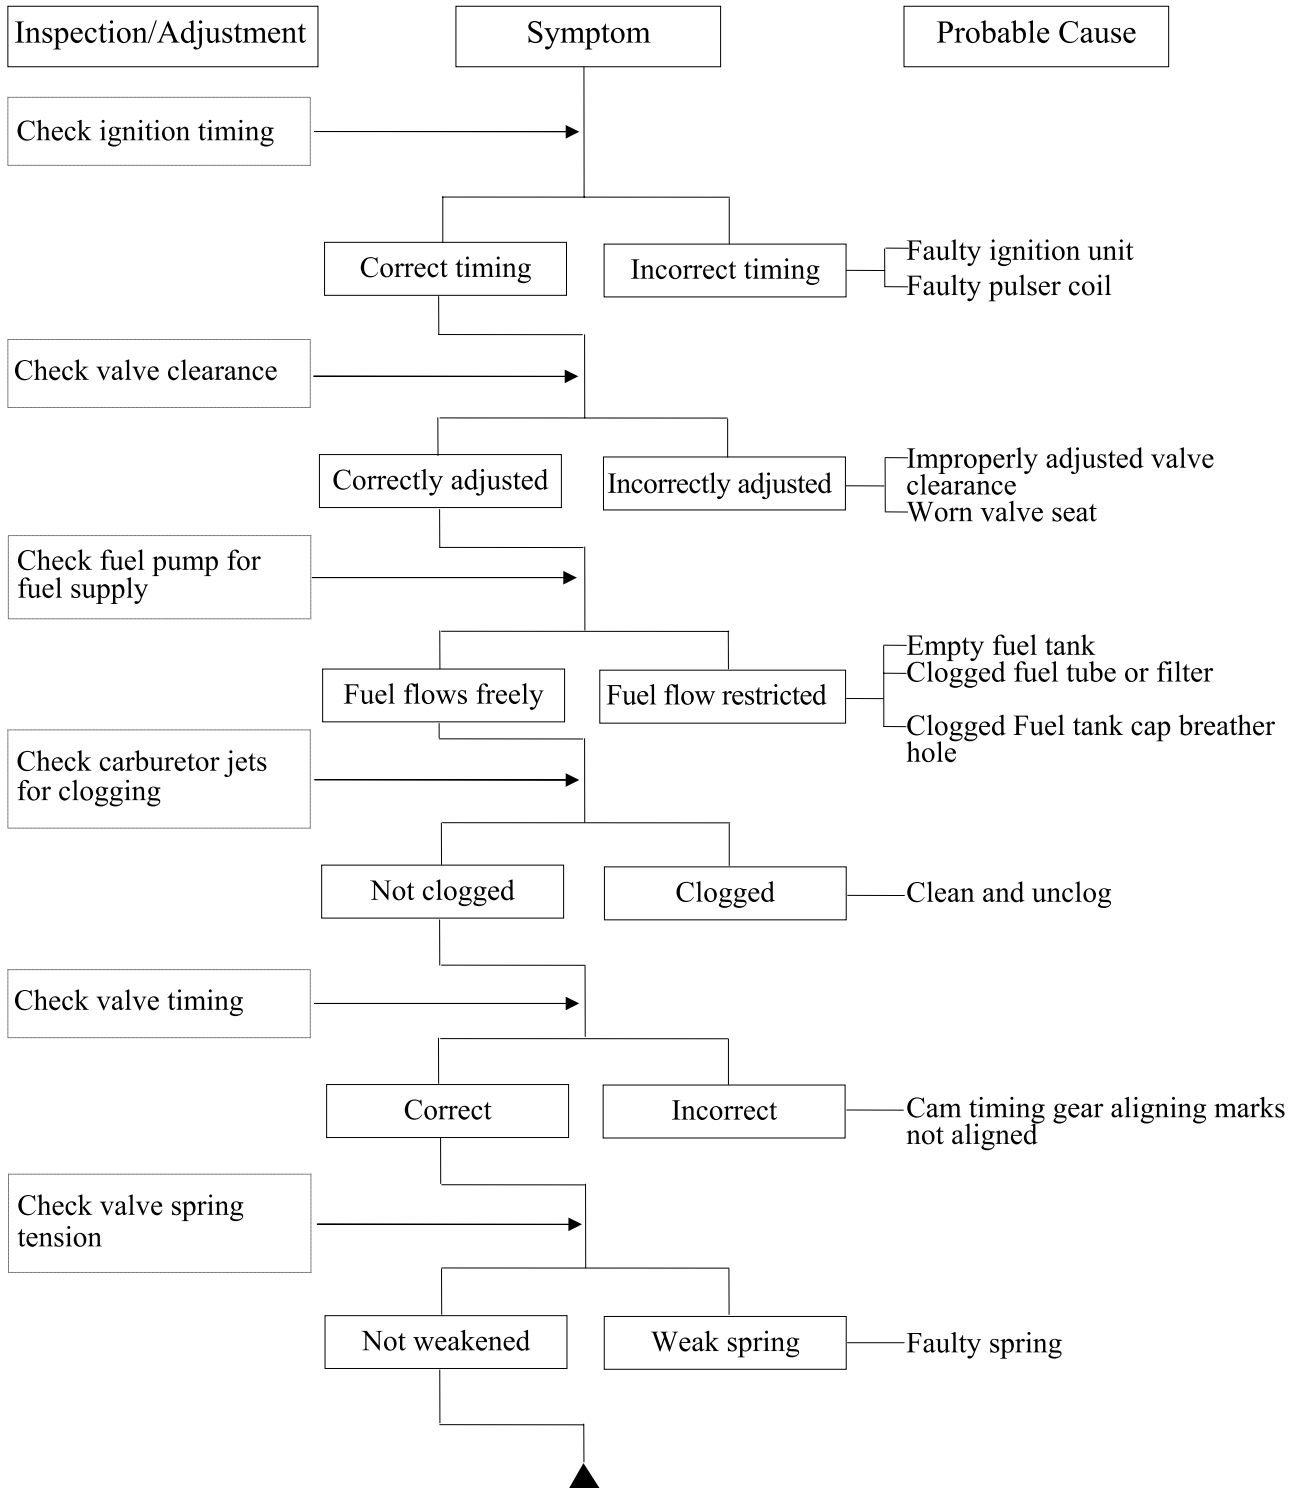 Inspection/Adjustment
Symptom
Probable Cause
Check ignition timing
Correct timing
Incorrect timing
Faulty ignition unit
Faulty pulser coil
Check valve clearance
Correctly adjusted
Incorrectly adjusted
Improperly adjusted valve
clearance
Worn valve seat
Check fuel pump for
fuel supply
Fuel flows freely
Fuel flow restricted
Empty fuel tank
Clogged fuel tube or filter
Clogged Fuel tank cap breather
hole
Check carburetor jets
for clogging
Not clogged
Clogged
Clean and unclog
Check valve timing
Correct
Incorrect
Cam timing gear aligning marks
not aligned
Check valve spring
tension
Not weakened
Weak spring
Faulty spring